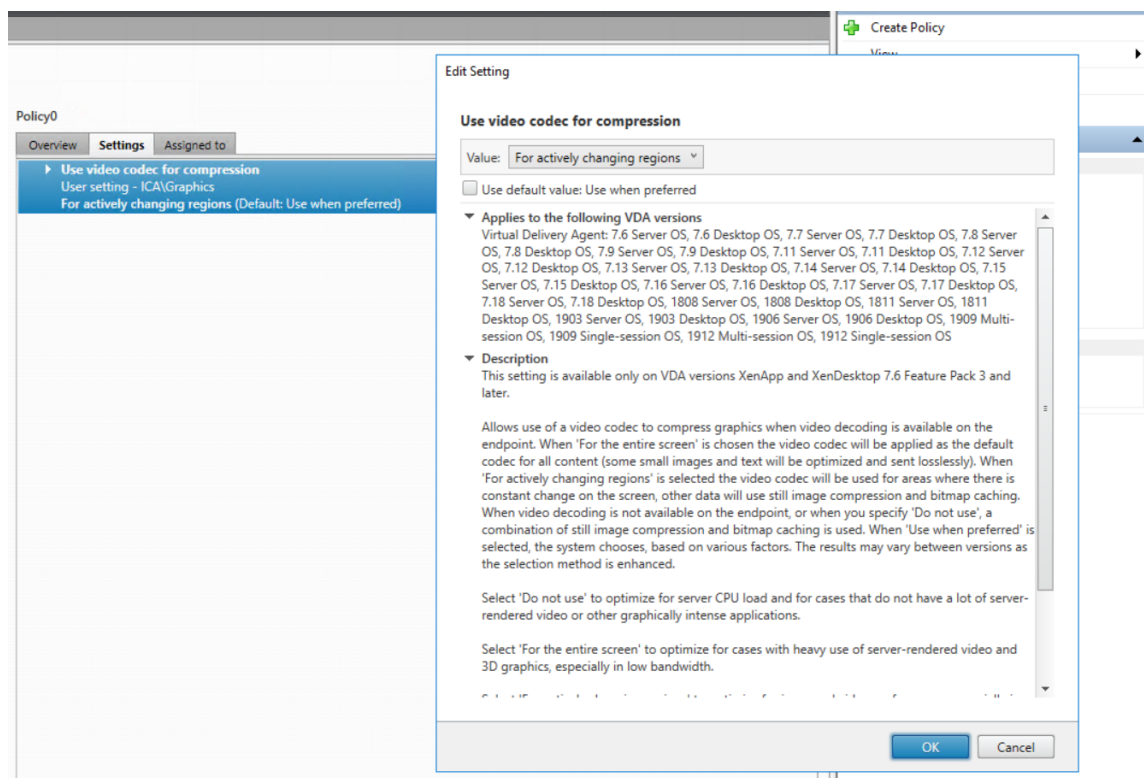 Create Policy
View
Edit Setting
Policy0
Use video codec for compression
Overview Settings Assigned to
Value: For actively changing regions
Use video codec for compression
User setting - ICA\Graphics
For actively changing regions (Default: Use when preferred)
Use default value: Use when preferred
Applies to the following VDA versions
Virtual Delivery Agent: 7.6 Server OS, 7.6 Desktop OS, 7.7 Server OS, 7.7 Desktop OS, 7.8 Server
OS, 7.8 Desktop OS, 7.9 Server OS, 7.9 Desktop OS, 7.11 Server OS, 7.11 Desktop OS, 7.12 Server
OS, 7.12 Desktop OS, 7.13 Server OS, 7.13 Desktop OS, 7.14 Server OS, 7.14 Desktop OS, 7.15
Server OS, 7.15 Desktop OS, 7.16 Server OS, 7.16 Desktop OS, 7.17 Server OS, 7.17 Desktop OS,
7.18 Server OS, 7.18 Desktop OS, 1808 Server OS, 1808 Desktop OS, 1811 Server OS, 1811
Desktop OS, 1903 Server OS, 1903 Desktop OS, 1906 Server OS, 1906 Desktop OS, 1909 Multi-
session OS, 1909 Single-session OS, 1912 Multi-session OS, 1912 Single-session OS
Description
This setting is available only on VDA versions XenApp and XenDesktop 7.6 Feature Pack 3 and
later.
Allows use of a video codec to compress graphics when video decoding is available on the
endpoint. When 'For the entire screen' is chosen the video codec will be applied as the default
codec for all content (some small images and text will be optimized and sent losslessly). When
'For actively changing regions' is selected the video codec will be used for areas where there is
constant change on the screen, other data will use still image compression and bitmap caching.
When video decoding is not available on the endpoint, or when you specify 'Do not use', a
combination of still image compression and bitmap caching is used. When 'Use when preferred' is
selected, the system chooses, based on various factors. The results may vary between versions as
the selection method is enhanced.
Select 'Do not use' to optimize for server CPU load and for cases that do not have a lot of server-
rendered video or other graphically intense applications.
Select 'For the entire screen' to optimize for cases with heavy use of server-rendered video and
3D graphics, especially in low bandwidth.
OK Cancel